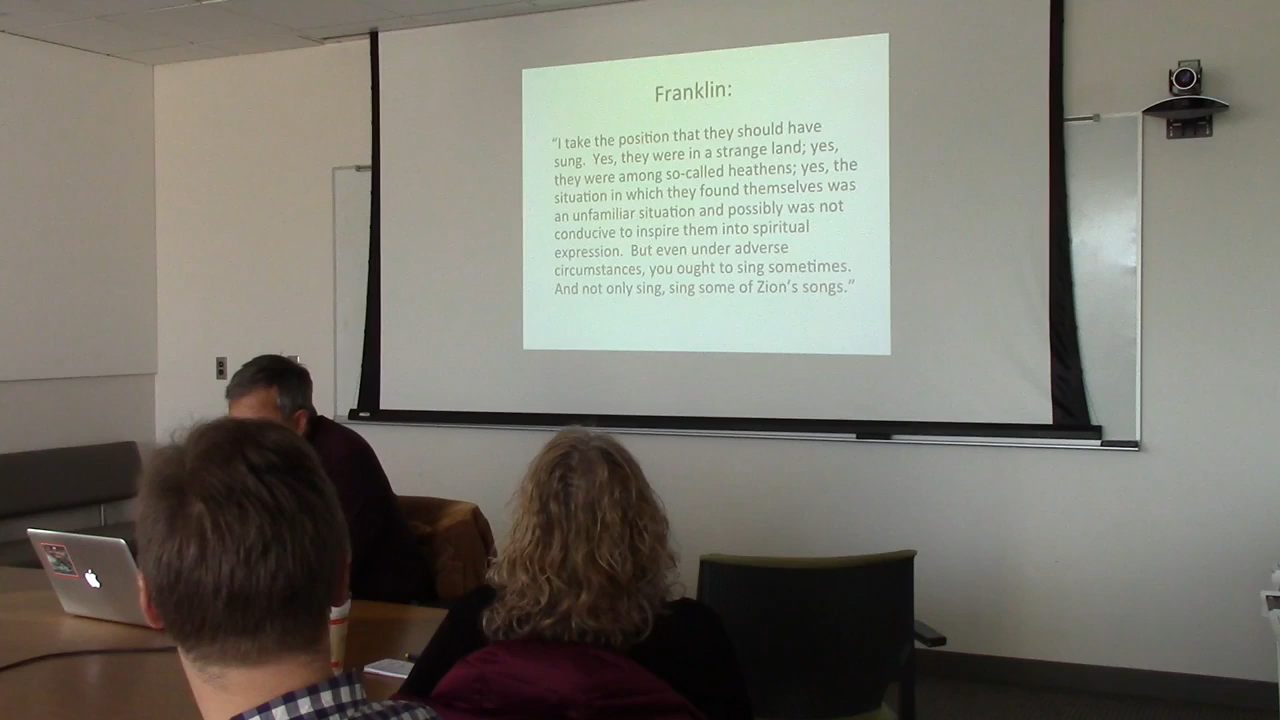 Franklin:
“I take the position that they should have
sung.  Yes, they were in a strange land; yes,
they were among so-called heathens; yes, the
situation in which they found themselves was
an unfamiliar situation and possibly was not
conducive to inspire them into spiritual
expression.  But even under adverse
circumstances, you ought to sing sometimes.
And not only sing, sing some of Zion’s songs.”